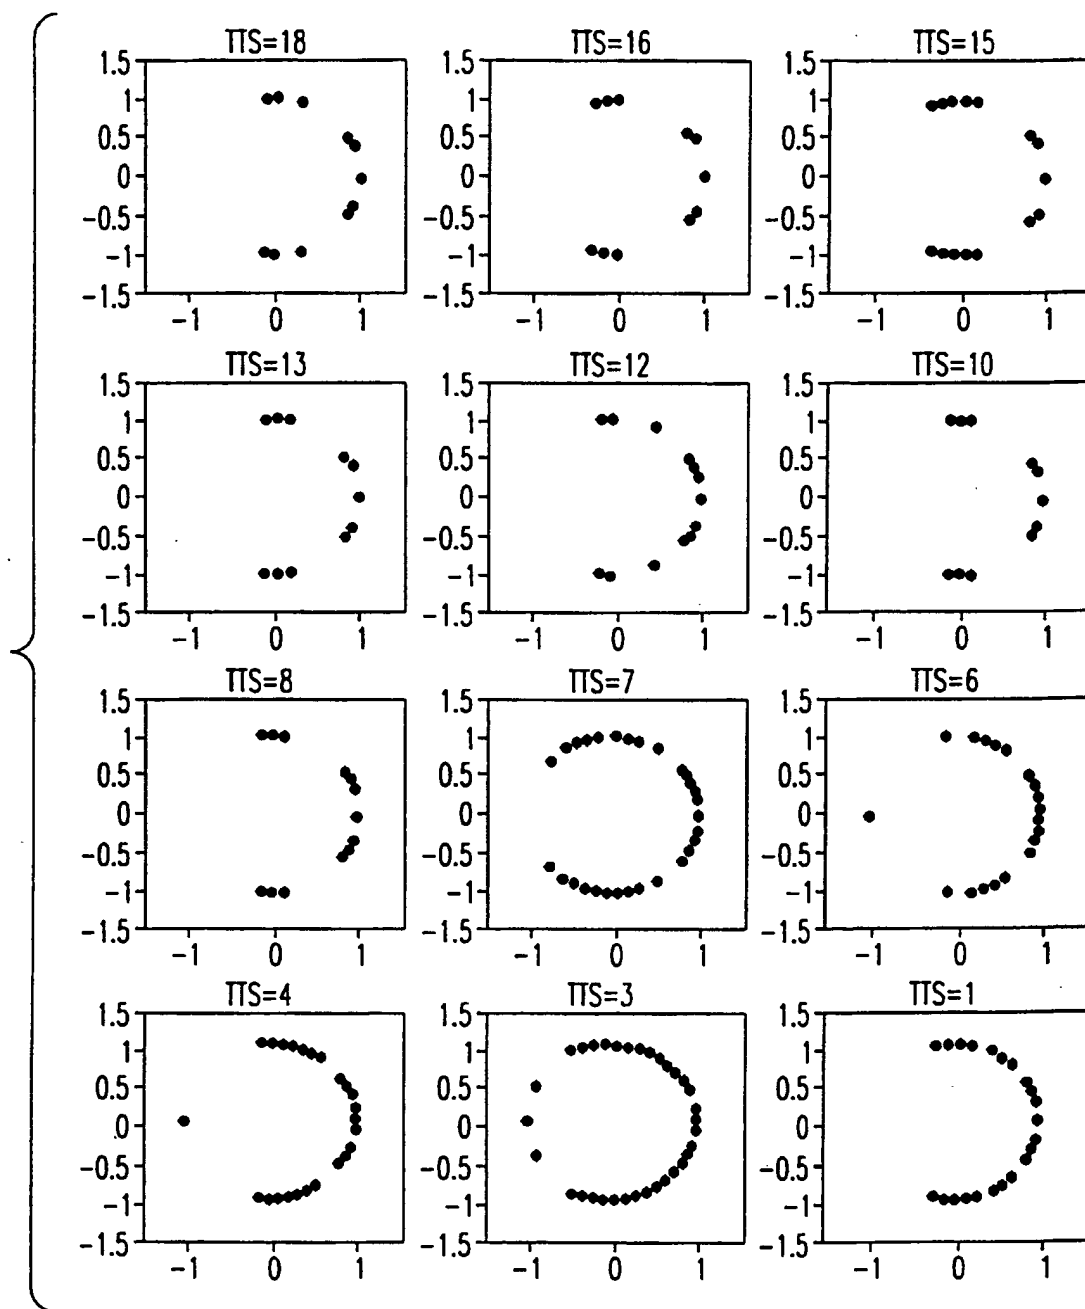 TTS=18 TTS=16 TTS=15
1.5 1.5 1.5
1 1 1
0.5 0.5 0.5
0 0 0
-0.5 -0.5 -0.5
-1 -1 -1
-1.5 -1.5 -1.5
-1 0 1 -1 0 1 -1 0 1
TTS=13 TTS=12 TTS=10
1.5 1.5 1.5
1 1 1
0.5 0.5 0.5
0 0 0
-0.5 -0.5 -0.5
-1 -1 -1
-1.5 -1.5 -1.5
-1 0 1 -1 0 1 -1 0 1
TTS=8 TTS=7 TTS=6
1.5 1.5 1.5
1 1 1
0.5 0.5 0.5
0 0 0
-0.5 -0.5 -0.5
-1 -1 -1
-1.5 -1.5 -1.5
-1 0 1 -1 0 1 -1 0 1
TTS=4 TTS=3 TTS=1
1.5 1.5 1.5
1 1 1
0.5 0.5 0.5
0 0 0
-0.5 -0.5 -0.5
-1 -1 -1
-1.5 -1.5 -1.5
-1 0 1 -1 0 1 -1 0 1